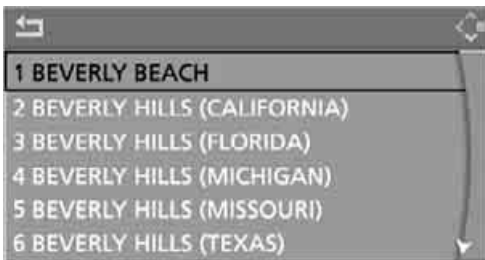 1 BEVERLY BEACH
2 BEVERLY HILLS (CALIFORNIA)
3 BEVERLY HILLS (FLORIDA)
4 BEVERLY HILLS (MICHIGAN)
5 BEVERLY HILLS (MISSOURI)
6 BEVERLY HILLS (TEXAS)